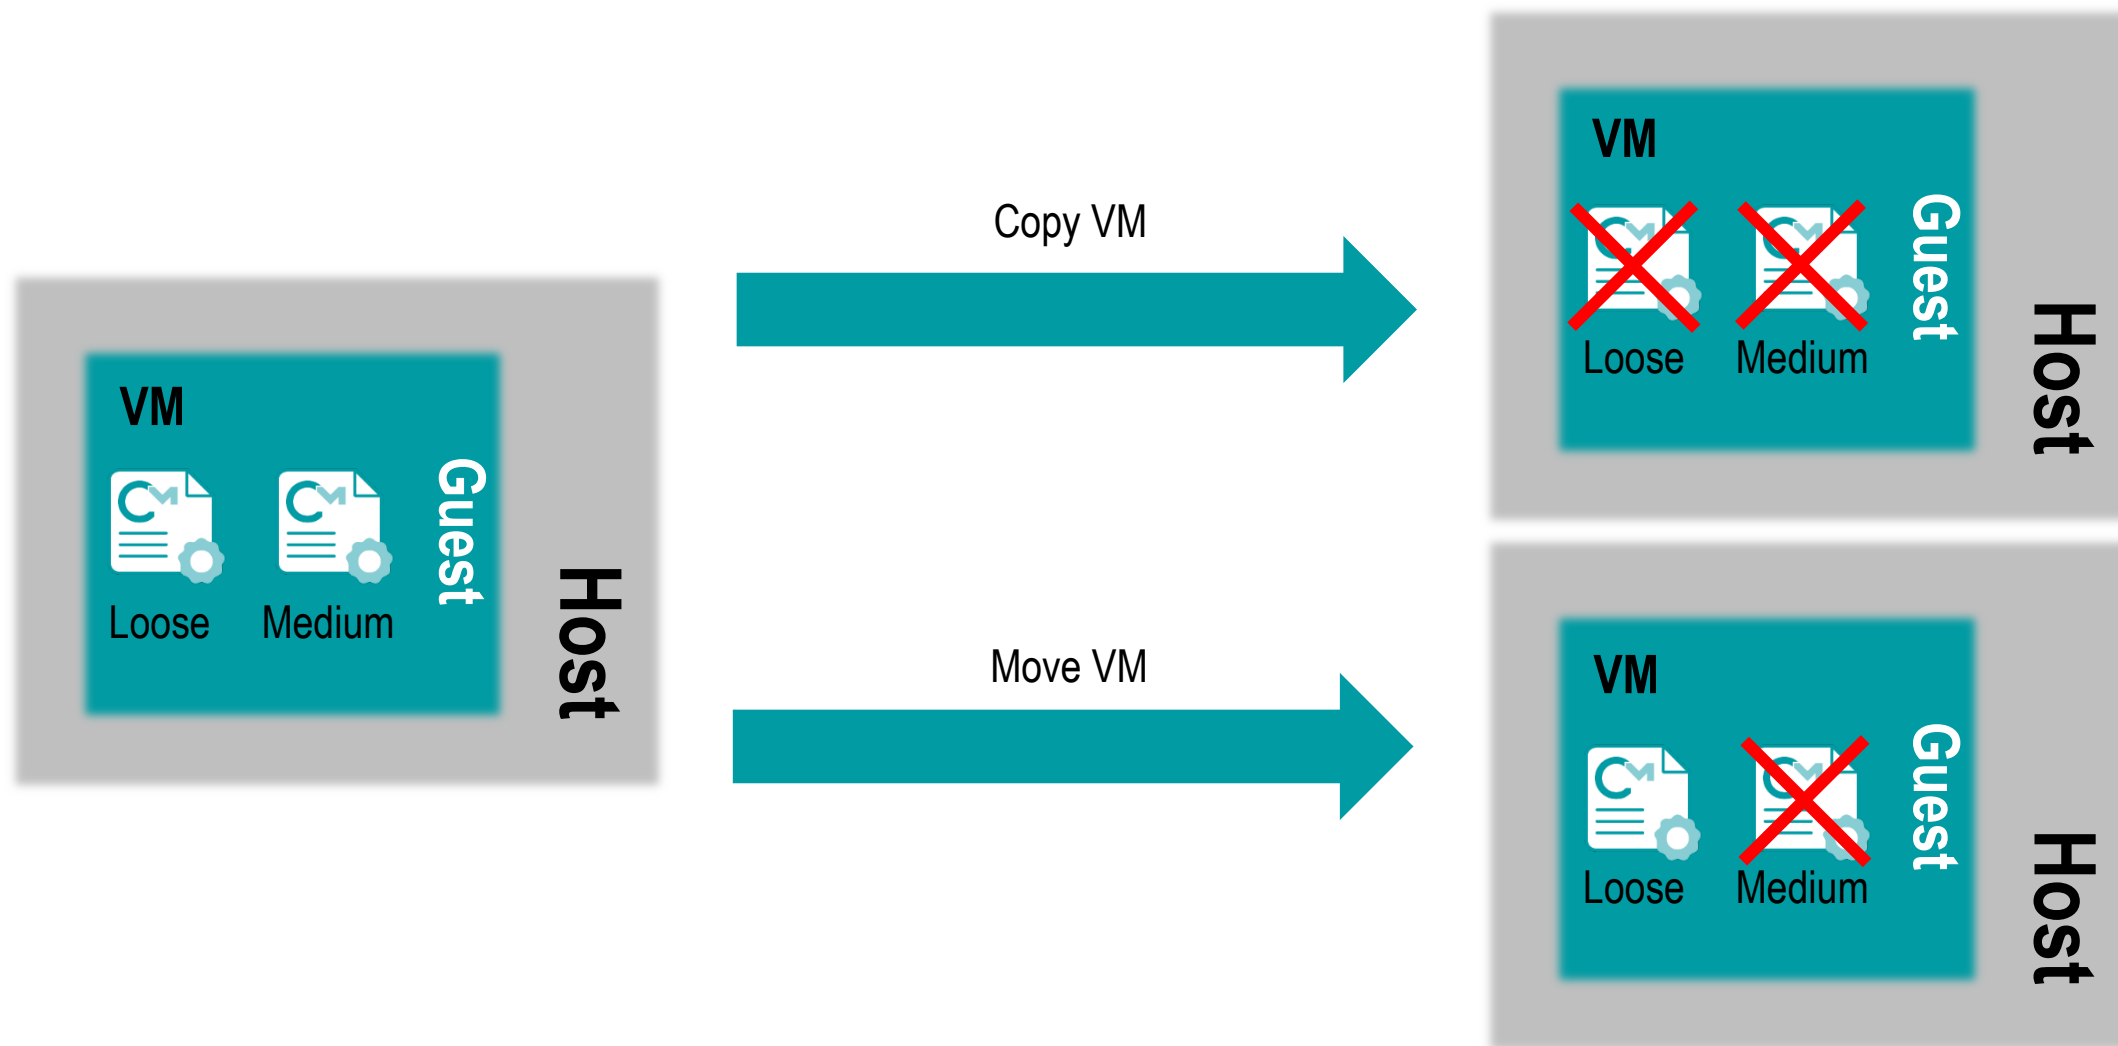 VM
Loose Medium
Guest
Host
Copy VM
Move VM
VM
Loose Medium
Guest
Host
VM
Loose Medium
Guest
Host